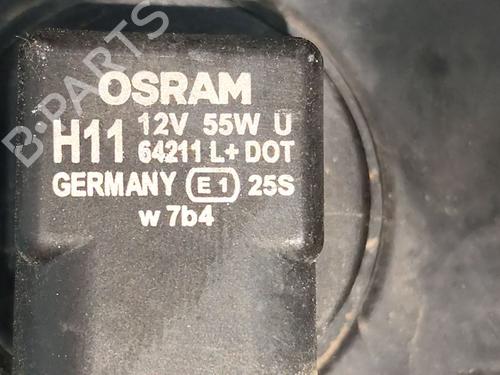 OSRAM
H11 12V 55W U
64211 L+ DOT
GERMANY E1 25S
w 7b4
B-PARTS